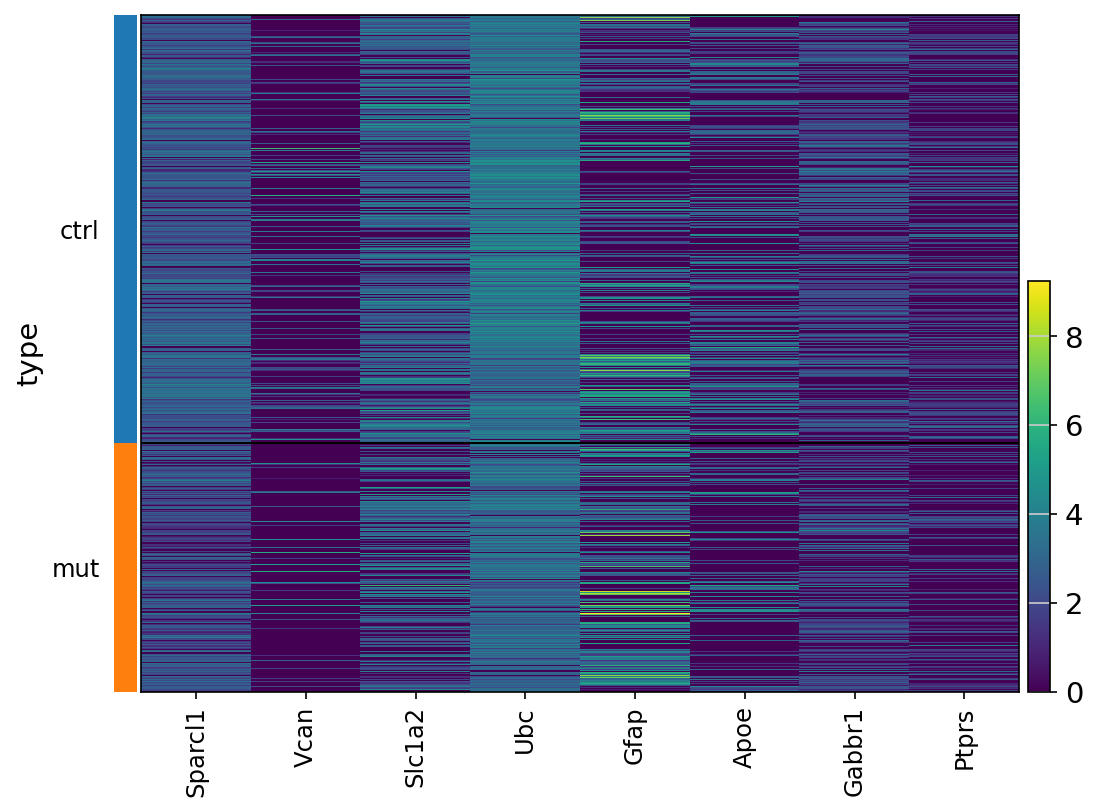 type
ctrl
mut
Sparcl1
Vcan
Slc1a2
Ubc
Gfap
Apoe
Gabbr1
Ptprs
8
6
4
2
0